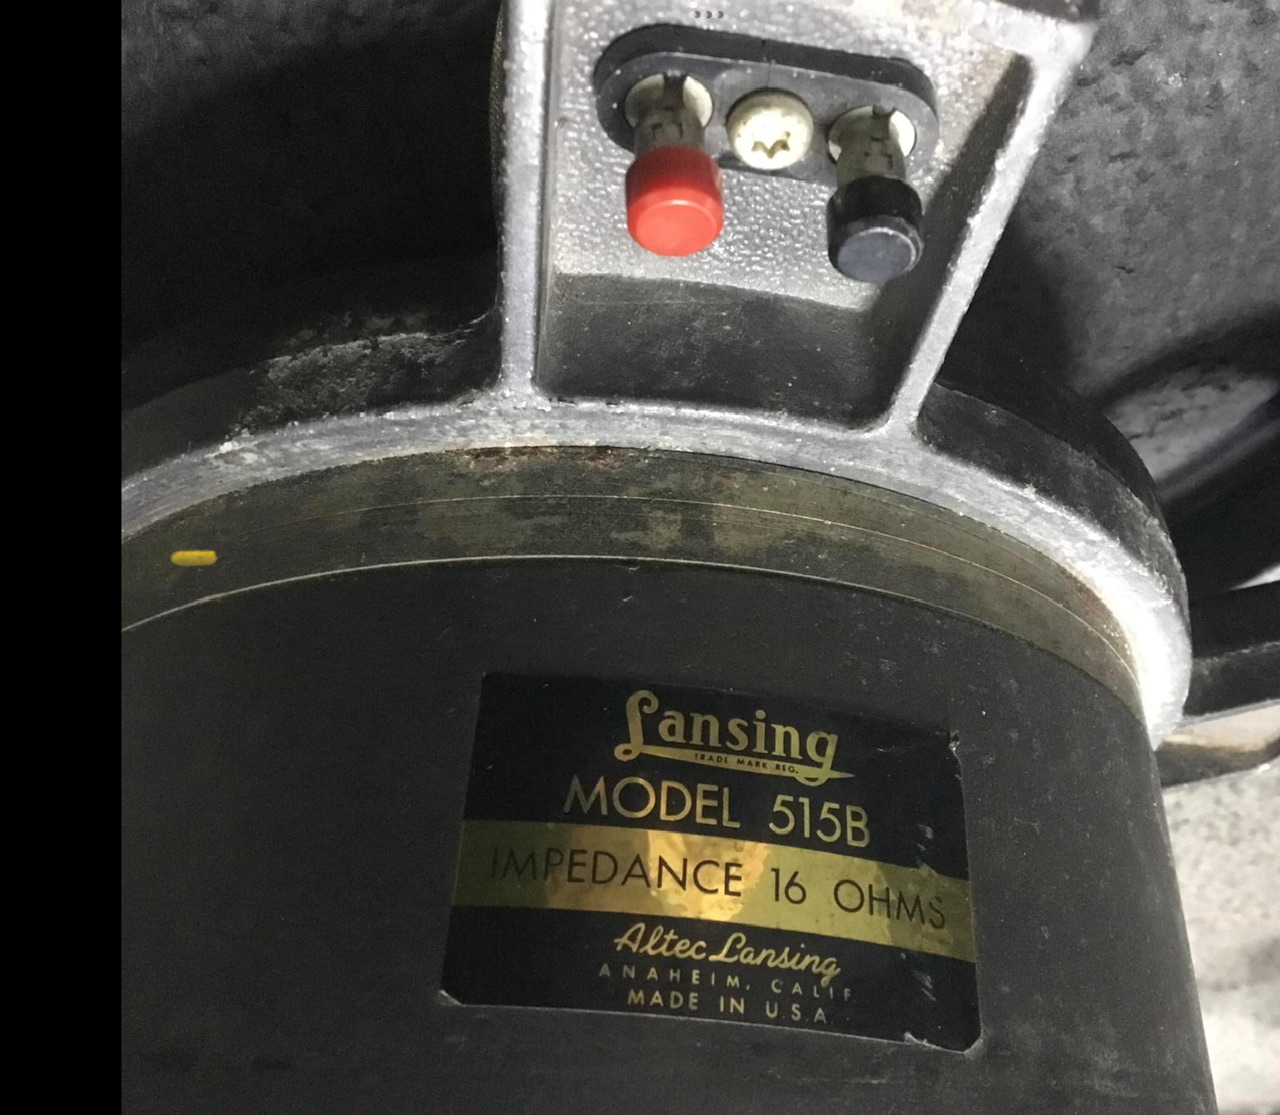 Lansing
TRADE MARK REG.
MODEL 515B
IMPEDANCE 16 OHMS
Altec Lansing
ANAHEIM, CALIF
MADE IN U.S.A